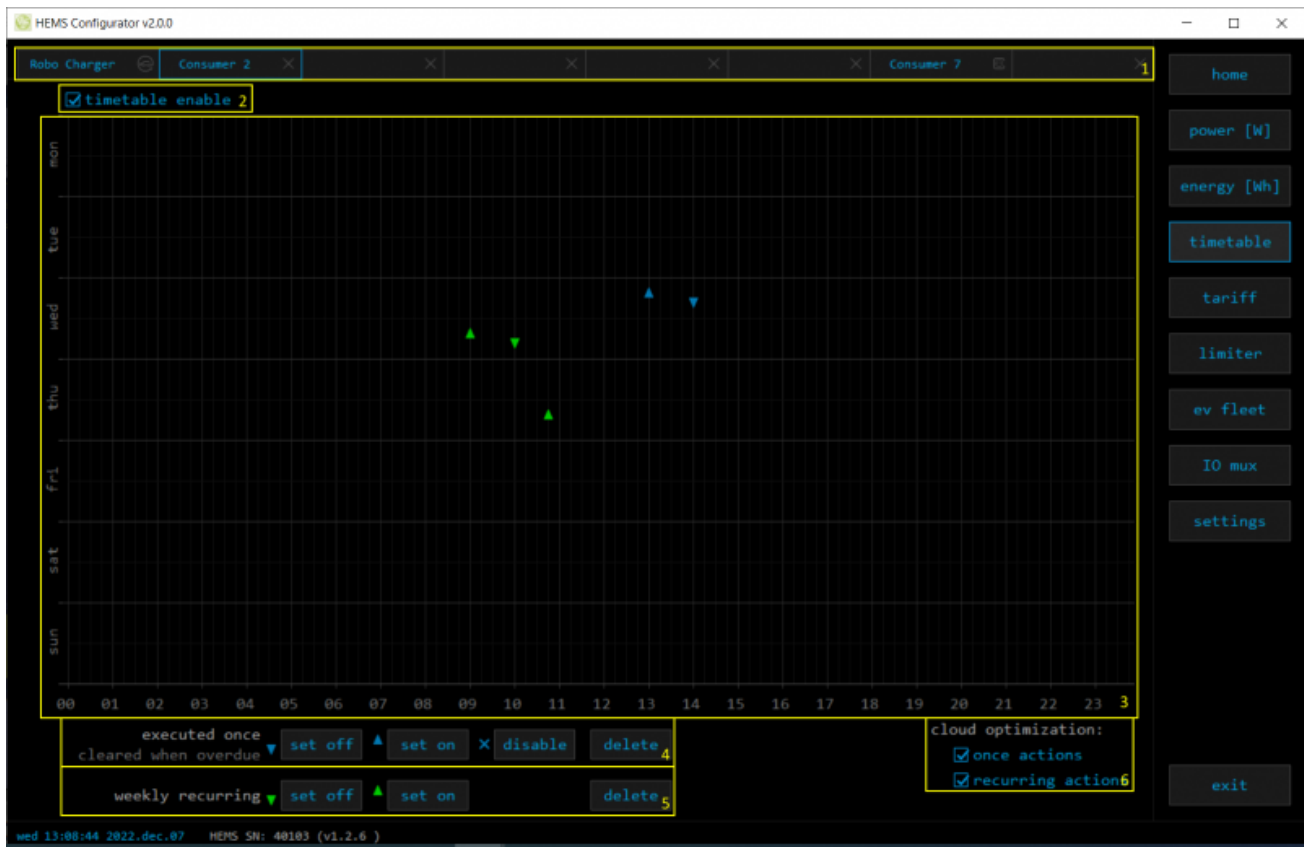 HEMS Configurator v2.0.0
Robo Charger Consumer 2 Consumer 7 1
home
timetable enable 2
power [W]
energy [Wh]
timetable
tariff
limiter
ev fleet
IO mux
settings
exit
mon
tue
wed
thu
fri
sat
sun
00 01 02 03 04 05 06 07 08 09 10 11 12 13 14 15 16 17 18 19 20 21 22 23 3
executed once
cleared when overdue set off set on disable delete 4
weekly recurring set off set on delete 5
cloud optimization:
once actions
recurring action 6
wed 13:08:44 2022.dec.07 HEMS SN: 40103 (v1.2.6 )